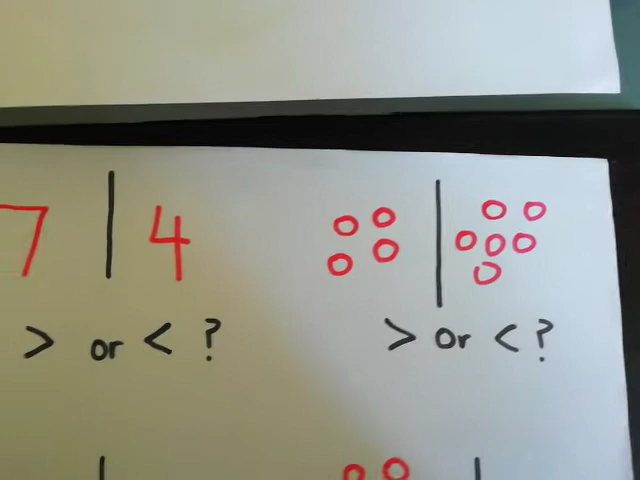 7 | 4
> or < ?
> or < ?